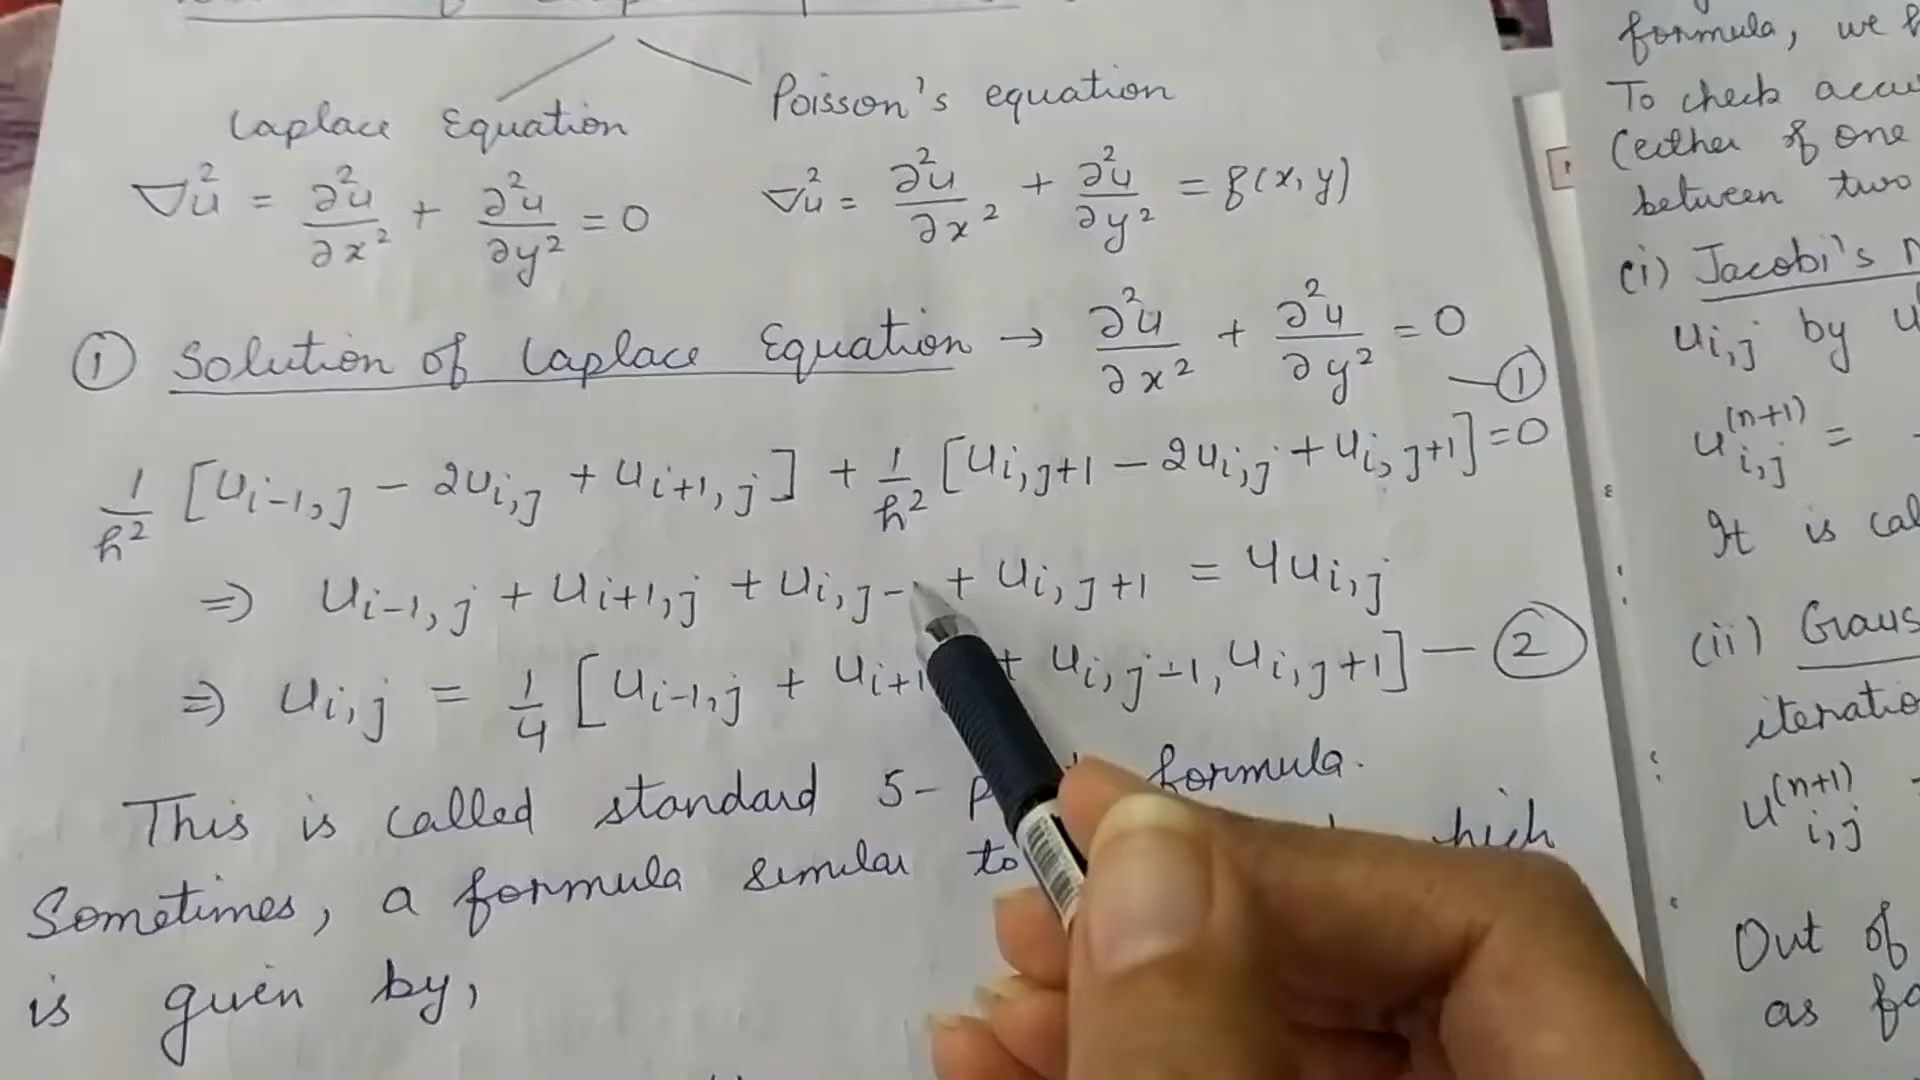 Laplace Equation
Poisson's equation
∇²u = ∂²u/∂x² + ∂²u/∂y² = 0
∇²u = ∂²u/∂x² + ∂²u/∂y² = f(x, y)
① Solution of Laplace Equation → ∂²u/∂x² + ∂²u/∂y² = 0
—①
1/h² [u_{i-1,j} - 2u_{i,j} + u_{i+1,j}] + 1/h² [u_{i,j+1} - 2u_{i,j} + u_{i,j+1}] = 0
⇒ u_{i-1,j} + u_{i+1,j} + u_{i,j-} + u_{i,j+1} = 4u_{i,j}
⇒ u_{i,j} = 1/4 [u_{i-1,j} + u_{i+1} + u_{i,j-1}, u_{i,j+1}] — ②
This is called standard 5- formula.
Sometimes, a formula similar to
is given by,
formula, we
To check
(either of one
between two
(i) Jacobi's
u_{i,j} by u
u_{i,j}^{(n+1)} =
It is
(ii)
u_{i,j}^{(n+1)}
Out of
as